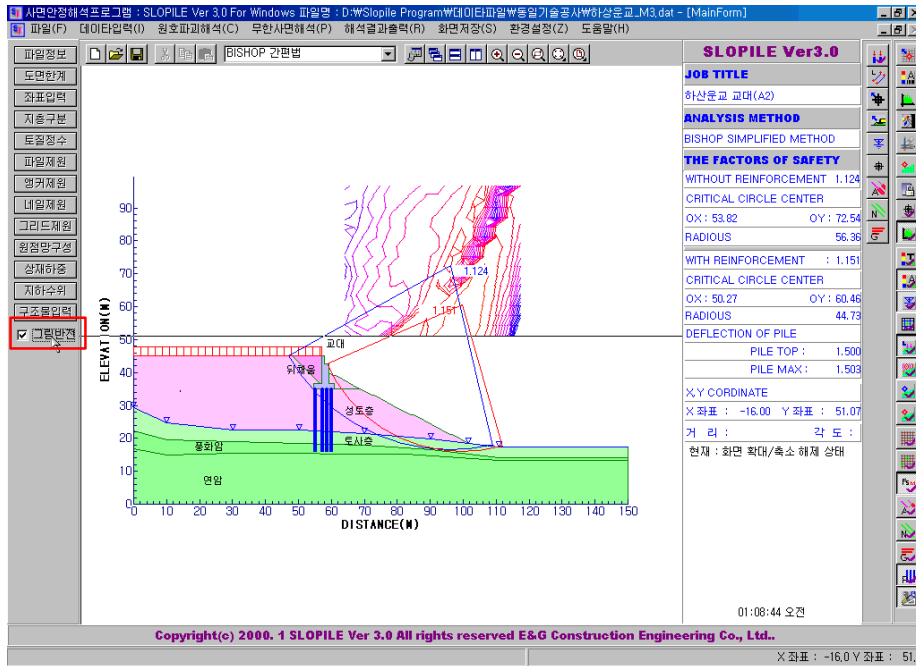 사면안정해석프로그램 : SLOPILE Ver 3.0 For Windows 파일명 : D:₩Slopile Program₩데이타파일₩동일기술공사₩하상운교_M3.dat - [MainForm]
파일(F) 데이타입력(I) 원호파괴해석(C) 무한사면해석(P) 해석결과출력(R) 화면저장(S) 환경설정(Z) 도움말(H)
BISHOP 간편법
파일정보
도면한계
좌표입력
지층구분
토질정수
파일제원
앵커제원
네일제원
그리드제원
원점망구성
상재하중
지하수위
구조물입력
그림반전
ELEVATION(M)
90
80
70
60
50
40
30
20
10
0
1.124
1.151
교대
뒤채움
성토층
토사층
풍화암
연암
0 10 20 30 40 50 60 70 80 90 100 110 120 130 140 150
DISTANCE(M)
SLOPILE Ver3.0
JOB TITLE
하산운교 교대(A2)
ANALYSIS METHOD
BISHOP SIMPLIFIED METHOD
THE FACTORS OF SAFETY
WITHOUT REINFORCEMENT 1.124
CRITICAL CIRCLE CENTER
OX : 53.82 OY : 72.54
RADIOUS 56.36
WITH REINFORCEMENT : 1.151
CRITICAL CIRCLE CENTER
OX : 50.27 OY : 60.46
RADIOUS 44.73
DEFLECTION OF PILE
PILE TOP : 1.500
PILE MAX : 1.503
X,Y CORDINATE
X 좌표 : -16.00 Y 좌표 : 51.07
거 리 : 각 도 :
현재 : 화면 확대/축소 해제 상태
01:08:44 오전
Copyright(c) 2000. 1 SLOPILE Ver 3.0 All rights reserved E&G Construction Engineering Co., Ltd..
X 좌표 : -16.0 Y 좌표 : 51.